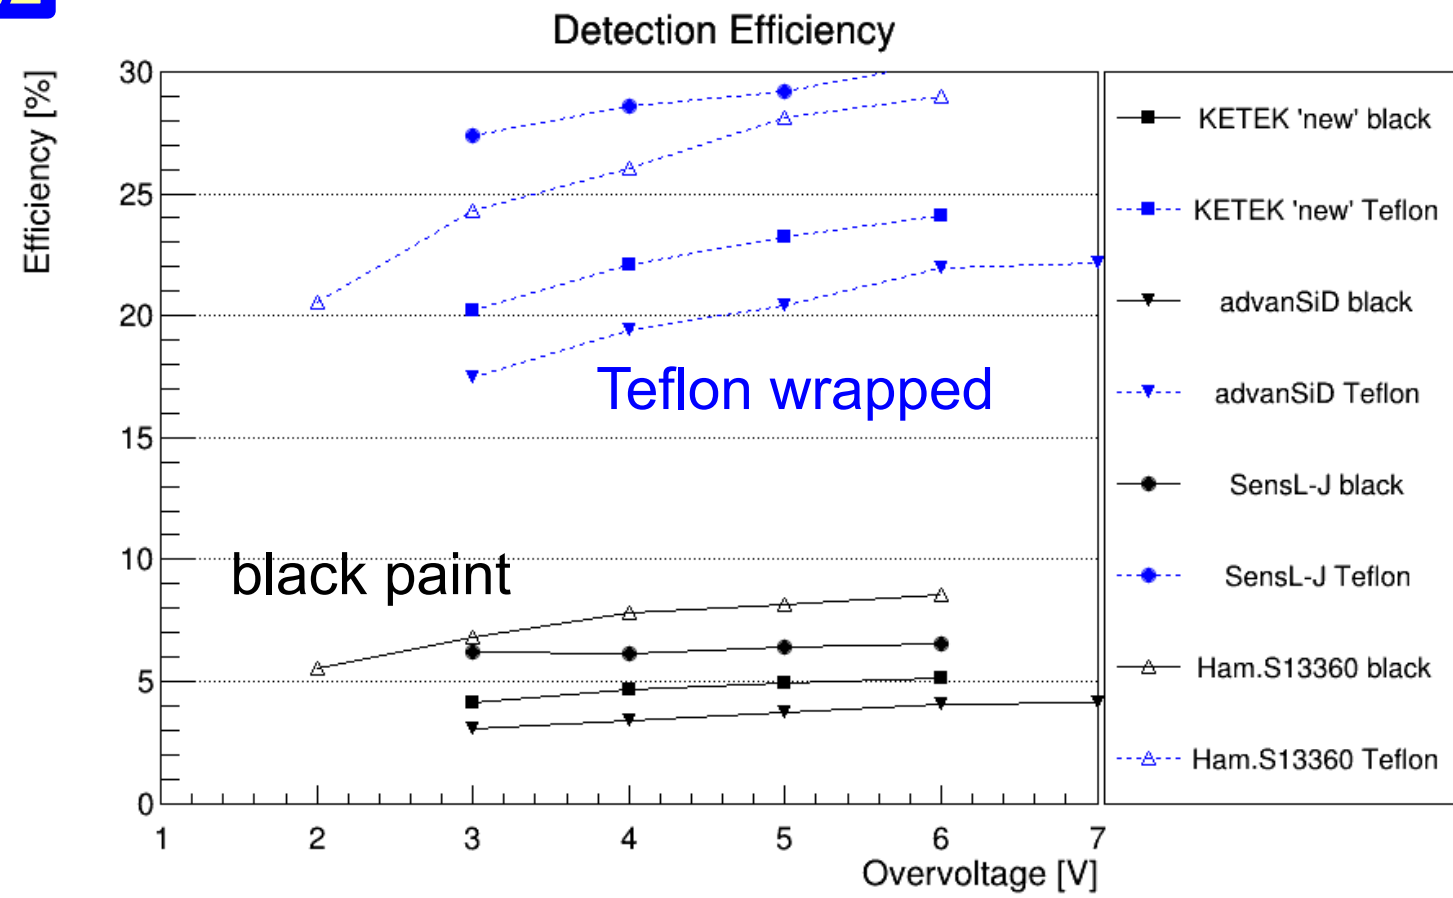 Detection Efficiency
Efficiency [%]
30
25
20
15
10
5
0
Teflon wrapped
black paint
1 2 3 4 5 6 7
Overvoltage [V]
KETEK 'new' black
KETEK 'new' Teflon
advanSiD black
advanSiD Teflon
SensL-J black
SensL-J Teflon
Ham.S13360 black
Ham.S13360 Teflon